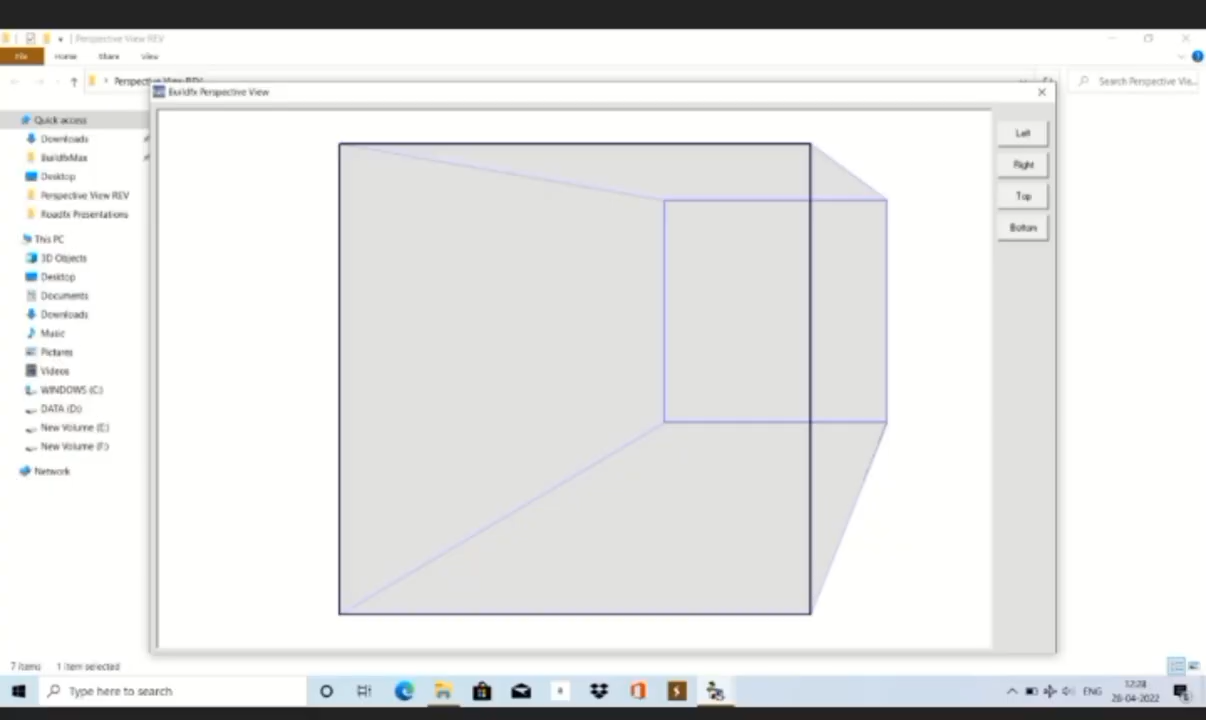 Perspective View REV
File Home Share View
Perspective View REV
Search Perspective Vie...
Buildfx Perspective View
Quick access
Downloads
BuildfxMax
Desktop
Perspective View REV
Roadfx Presentations
This PC
3D Objects
Desktop
Documents
Downloads
Music
Pictures
Videos
WINDOWS (C:)
DATA (D:)
New Volume (E:)
New Volume (F:)
Network
Left
Right
Top
Bottom
7 items 1 item selected
Type here to search
ENG
12:28
28-04-2022